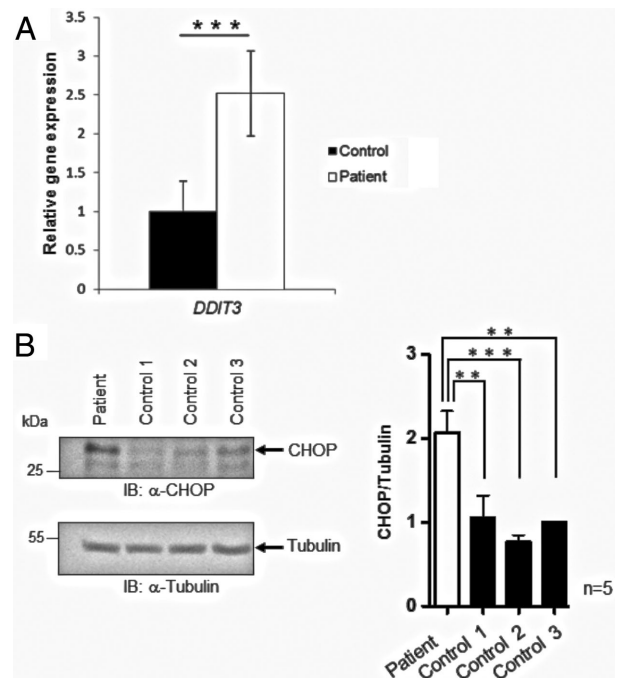 A
Relative gene expression
3.5
3
2.5
2
1.5
1
0.5
0
***
Control
Patient
DDIT3
B
kDa
Patient
Control 1
Control 2
Control 3
25
CHOP
IB: α-CHOP
55
Tubulin
IB: α-Tubulin
CHOP/Tubulin
3
2
1
0
**
***
**
n=5
Patient
Control 1
Control 2
Control 3